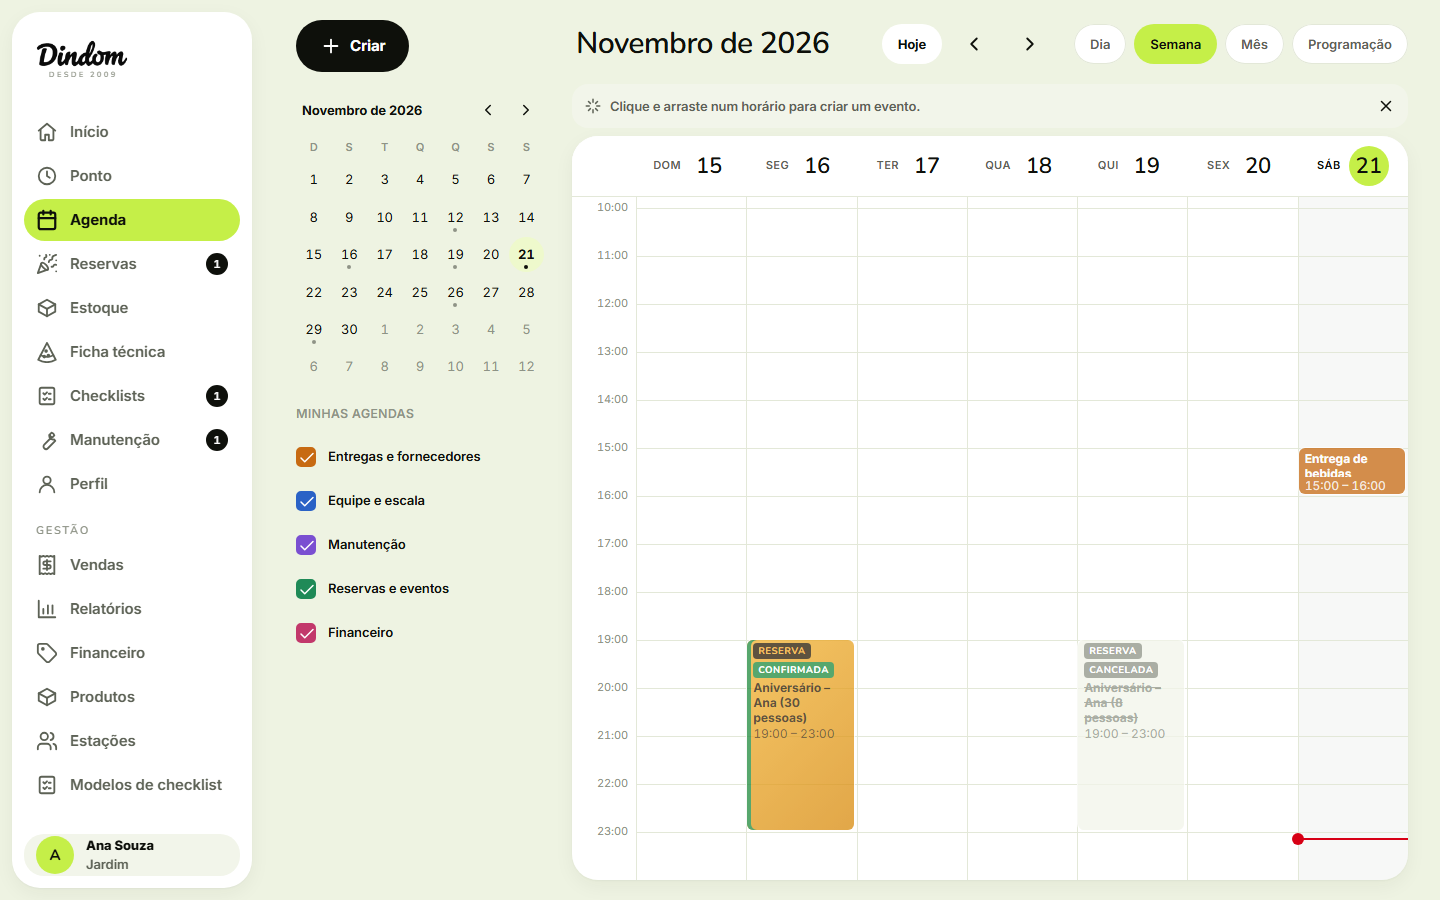 Dindom
DESDE 2009
Início
Ponto
Agenda
Reservas 1
Estoque
Ficha técnica
Checklists 1
Manutenção 1
Perfil
GESTÃO
Vendas
Relatórios
Financeiro
Produtos
Estações
Modelos de checklist
A
Ana Souza
Jardim
Criar
Novembro de 2026
D S T Q Q S S
1 2 3 4 5 6 7
8 9 10 11 12 13 14
15 16 17 18 19 20 21
22 23 24 25 26 27 28
29 30 1 2 3 4 5
6 7 8 9 10 11 12
MINHAS AGENDAS
Entregas e fornecedores
Equipe e escala
Manutenção
Reservas e eventos
Financeiro
Novembro de 2026
Hoje
Dia
Semana
Mês
Programação
Clique e arraste num horário para criar um evento.
DOM 15 SEG 16 TER 17 QUA 18 QUI 19 SEX 20 SÁB 21
10:00
11:00
12:00
13:00
14:00
15:00
16:00
17:00
18:00
19:00
20:00
21:00
22:00
23:00
RESERVA
CONFIRMADA
Aniversário –
Ana (30
pessoas)
19:00 – 23:00
RESERVA
CANCELADA
Aniversário –
Ana (8
pessoas)
19:00 – 23:00
Entrega de
bebidas
15:00 – 16:00